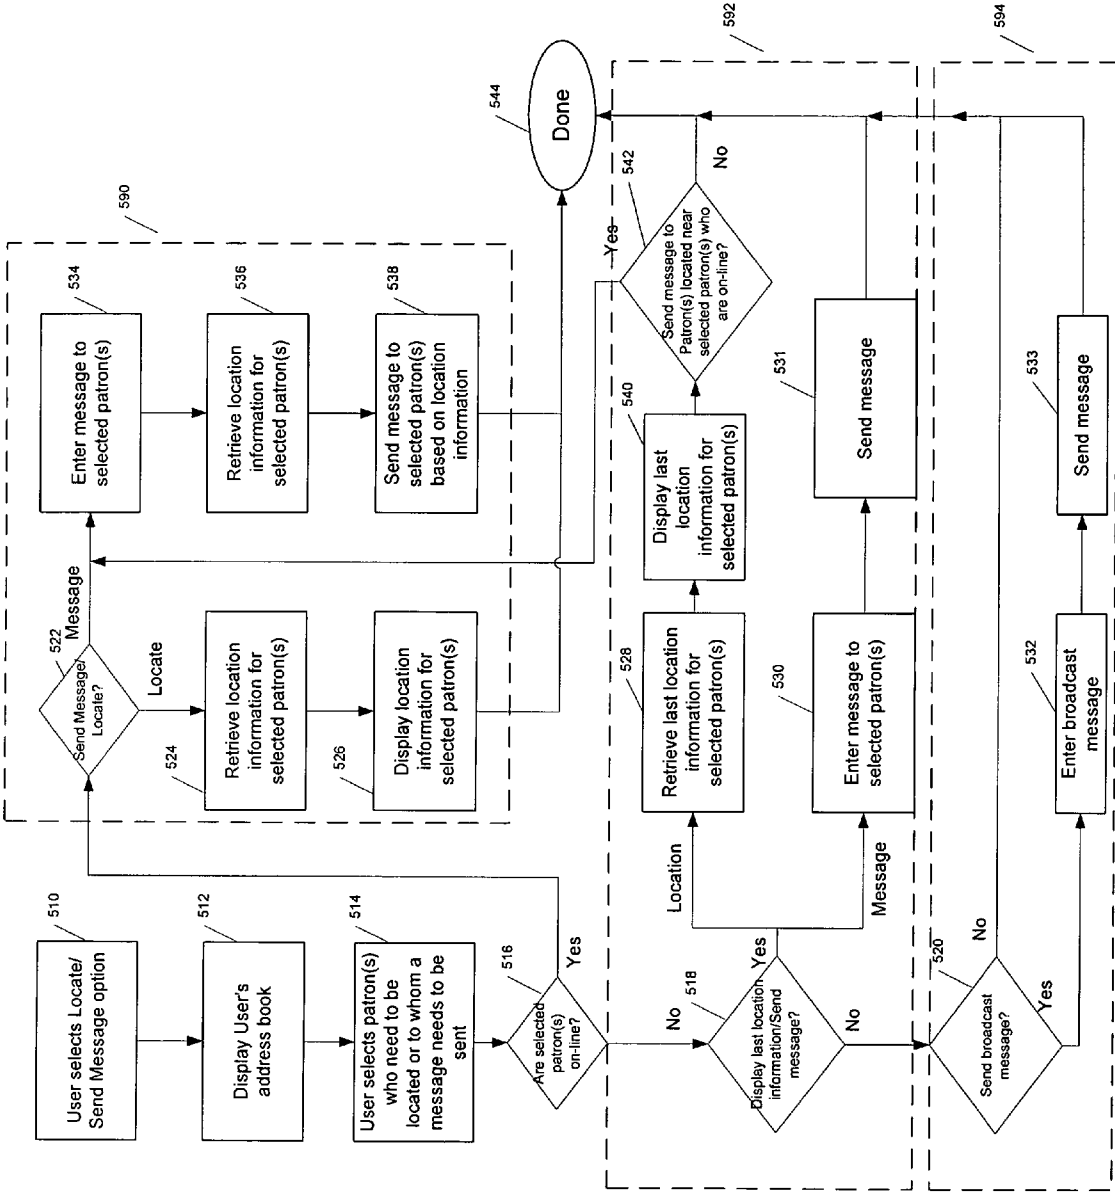 510
User selects Locate/
Send Message option
512
Display User's
address book
514
User selects patron(s)
who need to be
located or to whom a
message needs to be
sent
516
Are selected
patron(s)
on-line?
Yes
No
590
522
Send Message/
Locate?
Message
Locate
524
Retrieve location
information for
selected patron(s)
526
Display location
information for
selected patron(s)
534
Enter message to
selected patron(s)
536
Retrieve location
information for
selected patron(s)
538
Send message to
selected patron(s)
based on location
information
544
Done
592
518
Display last location
information/Send
message?
Yes
No
Location
Message
528
Retrieve last location
information for
selected patron(s)
540
Display last
location
information for
selected patron(s)
542
Send message to
Patron(s) located near
selected patron(s) who
are on-line?
Yes
No
530
Enter message to
selected patron(s)
531
Send message
594
520
Send broadcast
message?
No
Yes
532
Enter broadcast
message
533
Send message